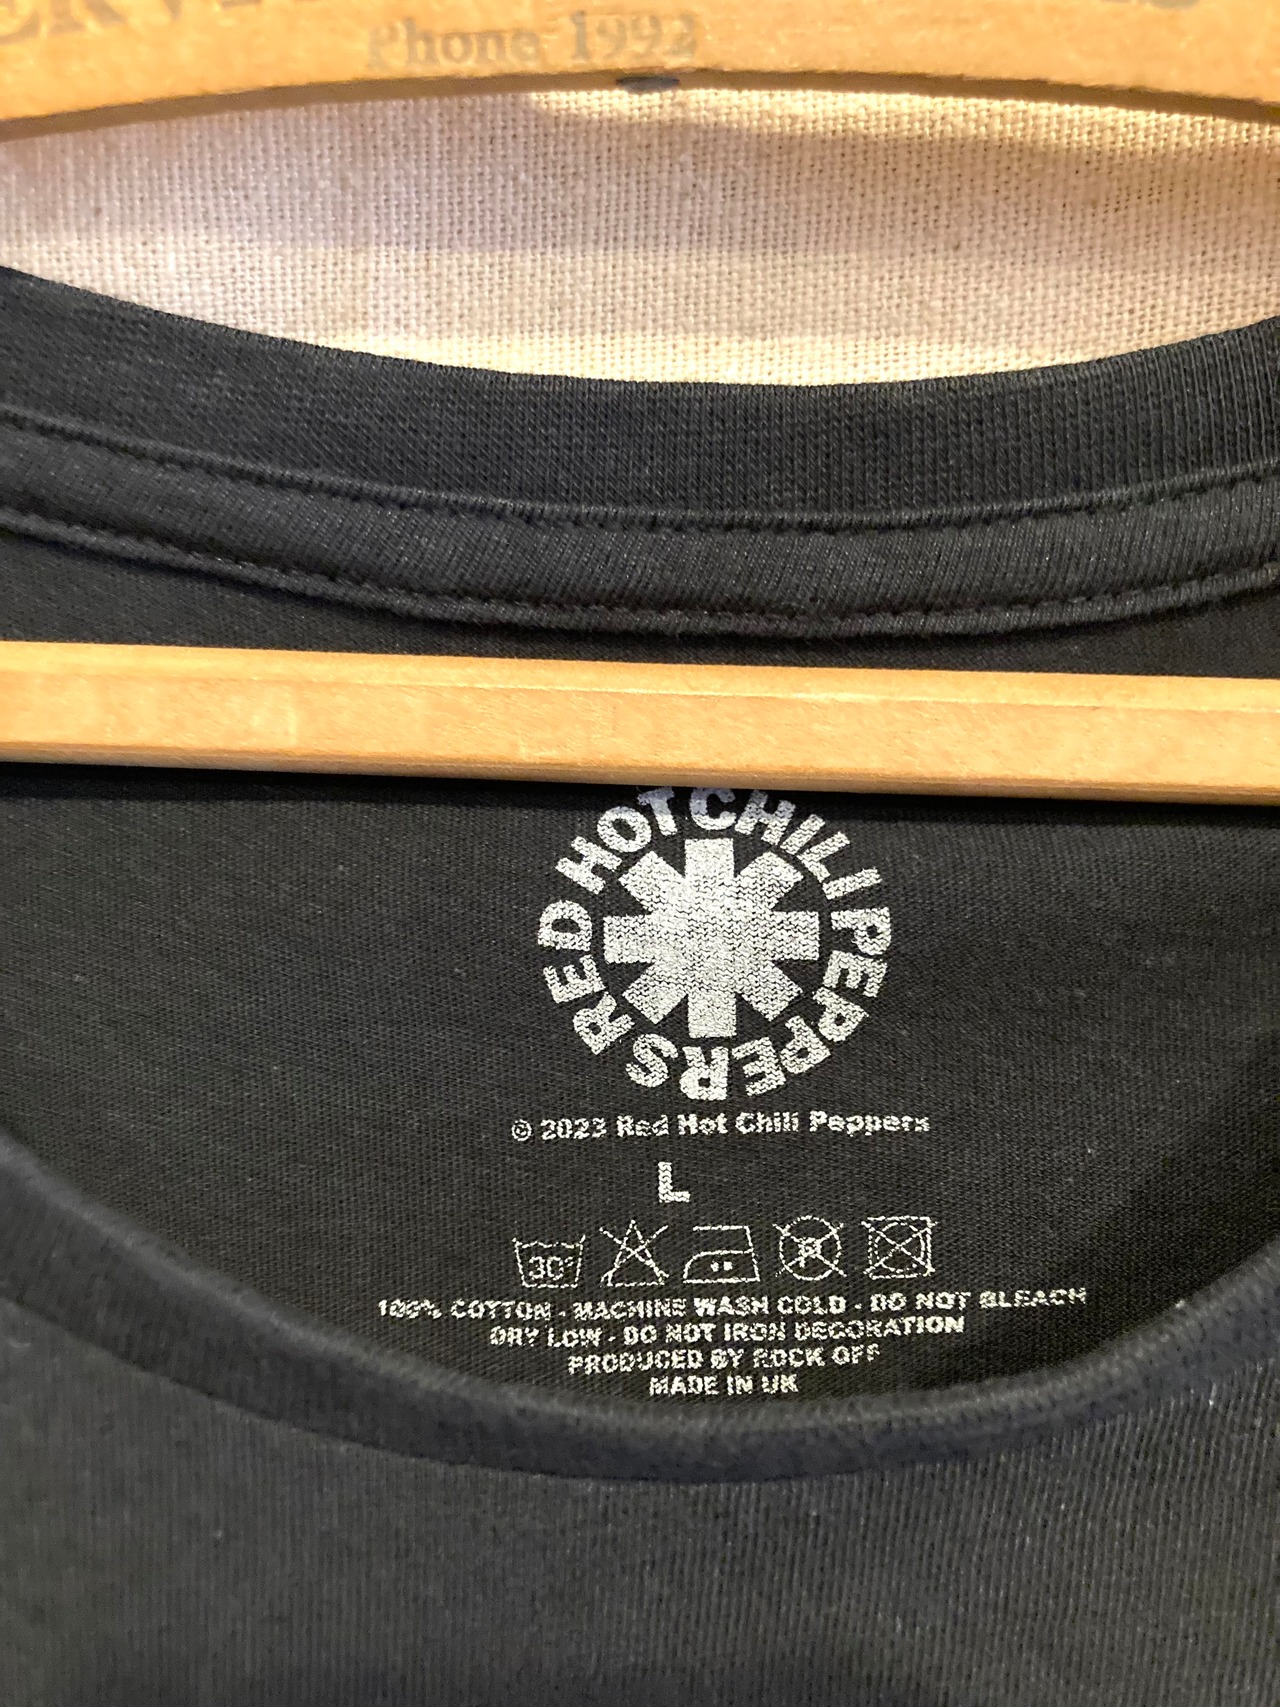 Phone 1992
RED HOT CHILI PEPPERS
© 2023 Red Hot Chili Peppers
L
30° P
100% COTTON - MACHINE WASH COLD - DO NOT BLEACH
DRY LOW - DO NOT IRON DECORATION
PRODUCED BY ROCK OFF
MADE IN UK